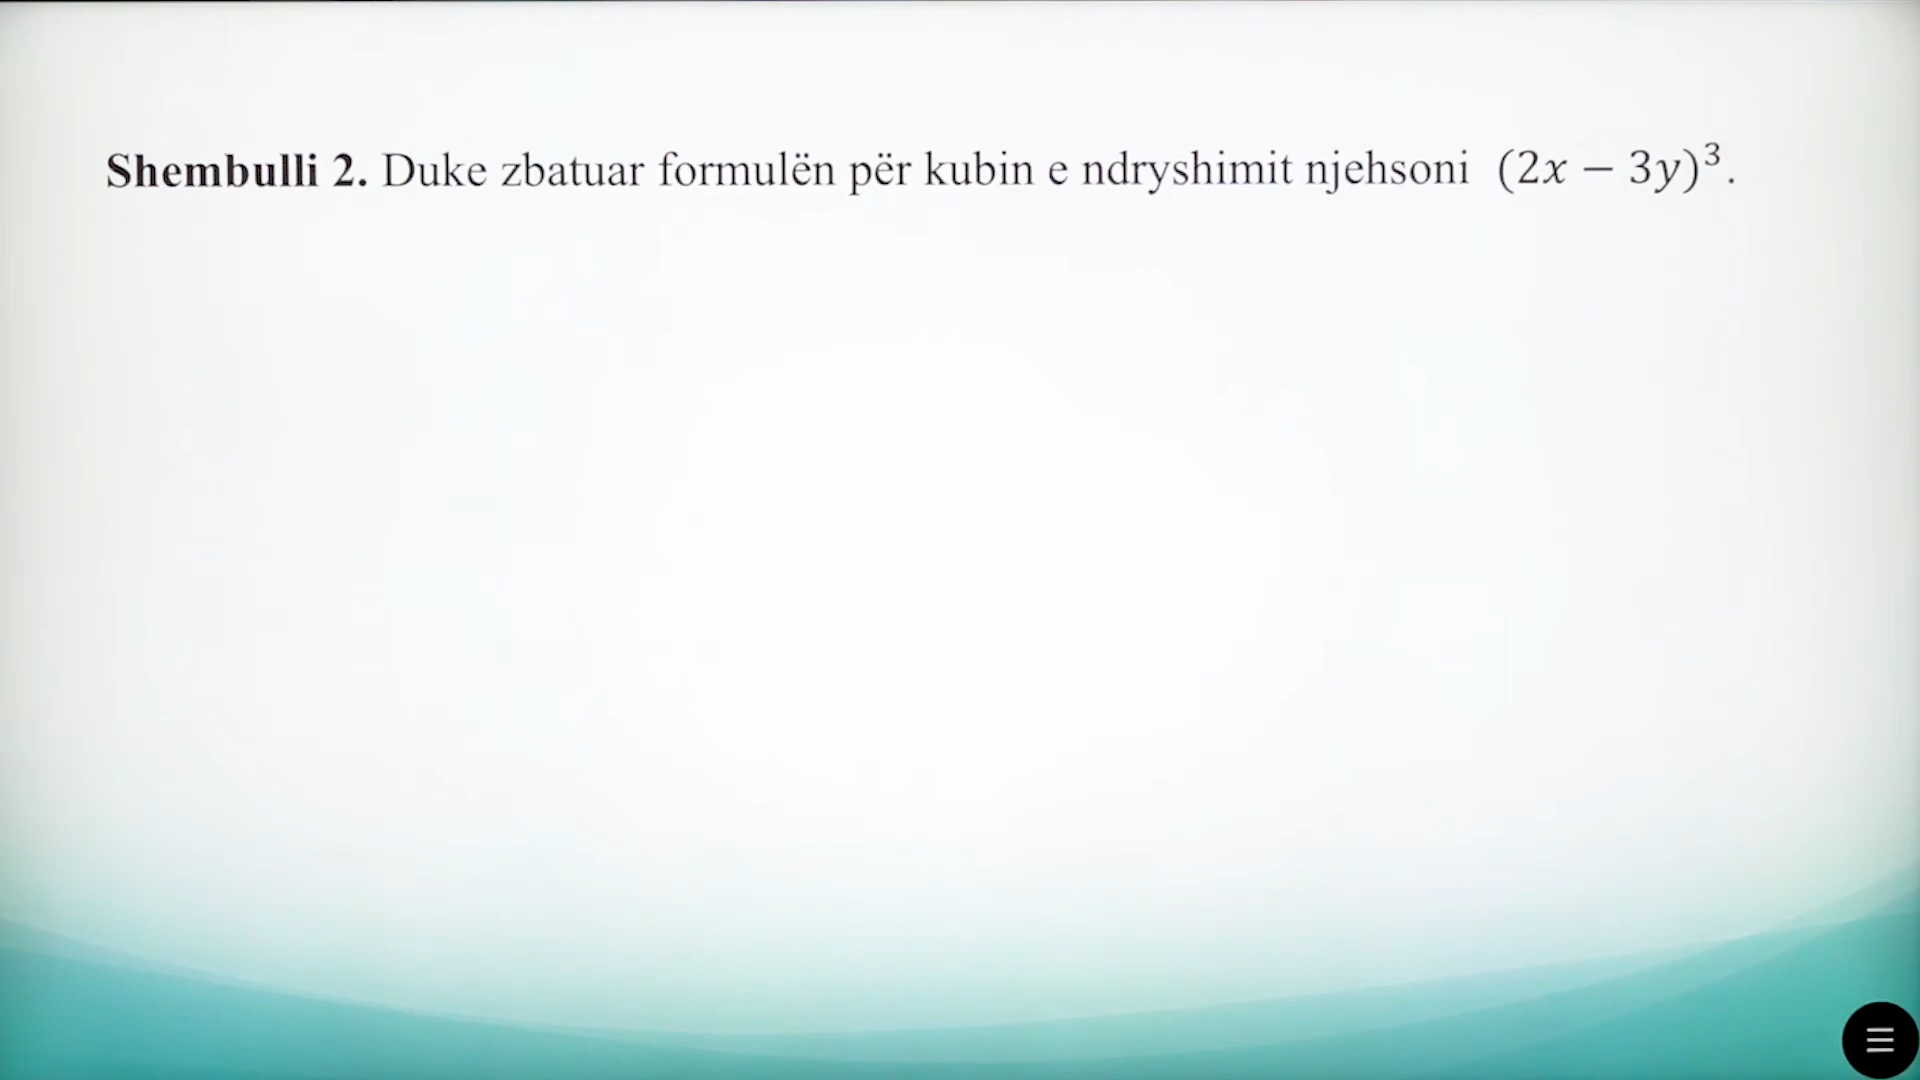 Shembulli 2. Duke zbatuar formulën për kubin e ndryshimit njehsoni (2x − 3y)³.